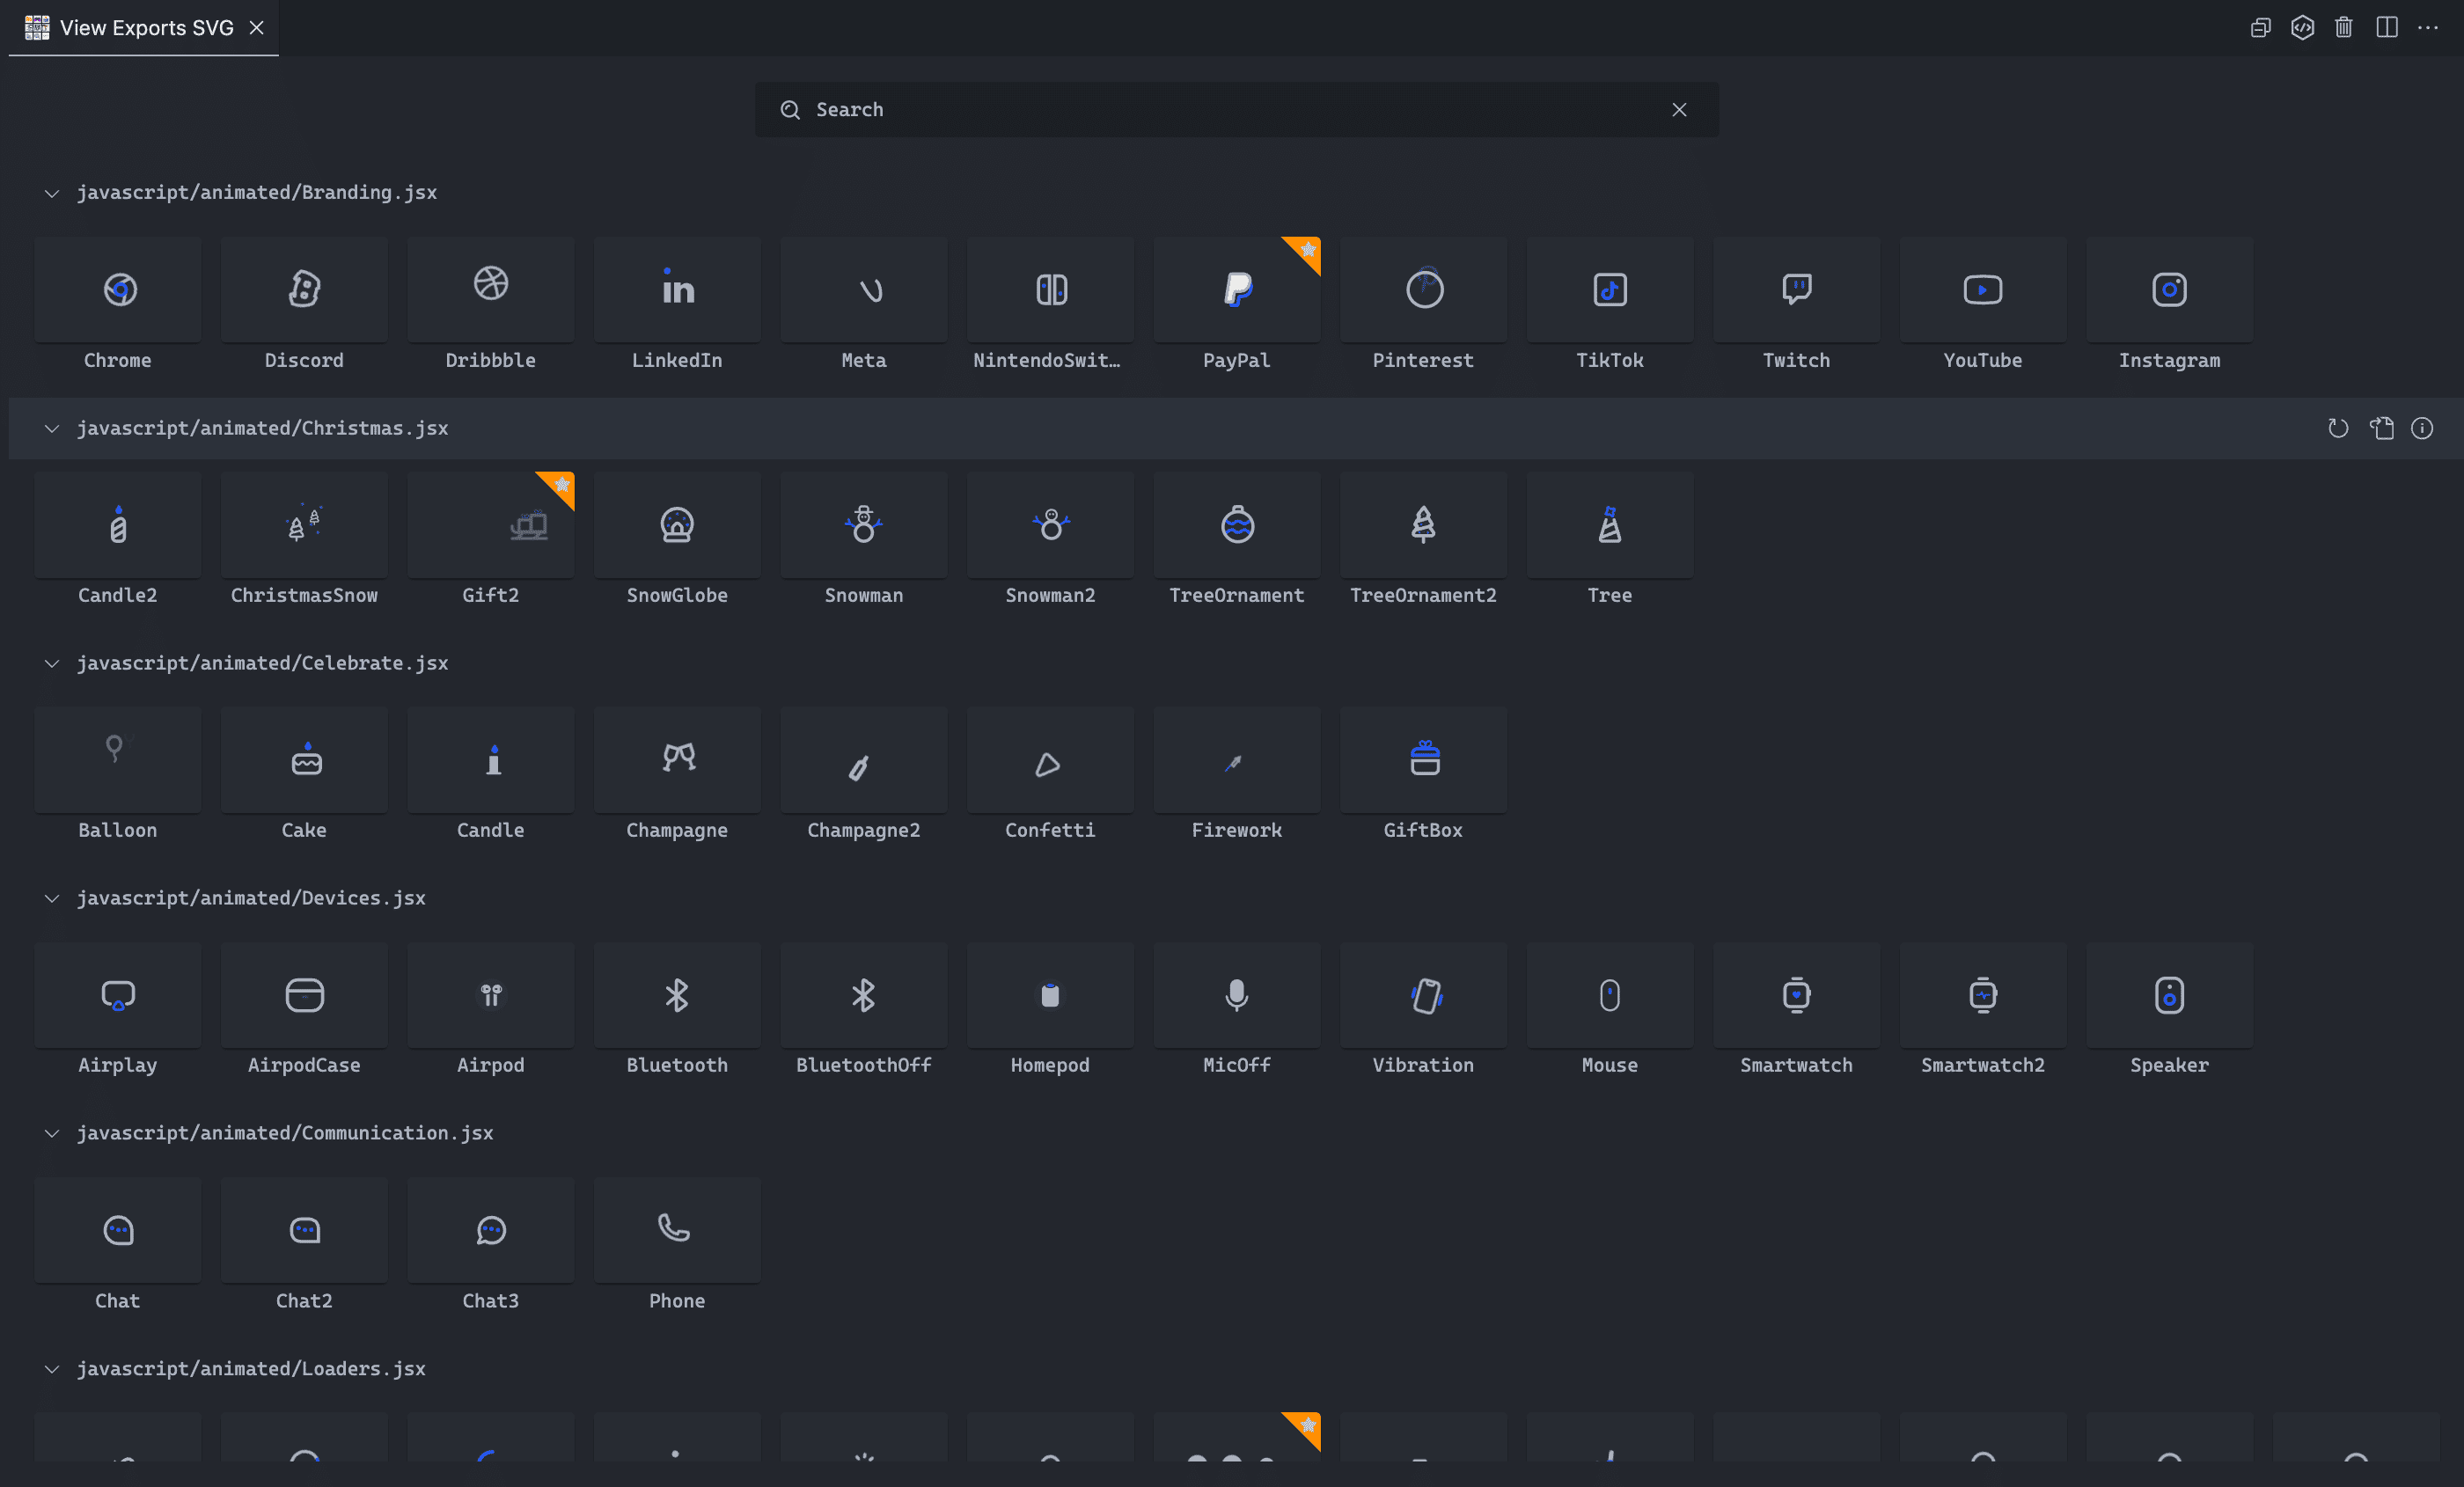 View Exports SVG
Search
javascript/animated/Branding.jsx
Chrome Discord Dribbble LinkedIn Meta NintendoSwit… PayPal Pinterest TikTok Twitch YouTube Instagram
javascript/animated/Christmas.jsx
Candle2 ChristmasSnow Gift2 SnowGlobe Snowman Snowman2 TreeOrnament TreeOrnament2 Tree
javascript/animated/Celebrate.jsx
Balloon Cake Candle Champagne Champagne2 Confetti Firework GiftBox
javascript/animated/Devices.jsx
Airplay AirpodCase Airpod Bluetooth BluetoothOff Homepod MicOff Vibration Mouse Smartwatch Smartwatch2 Speaker
javascript/animated/Communication.jsx
Chat Chat2 Chat3 Phone
javascript/animated/Loaders.jsx